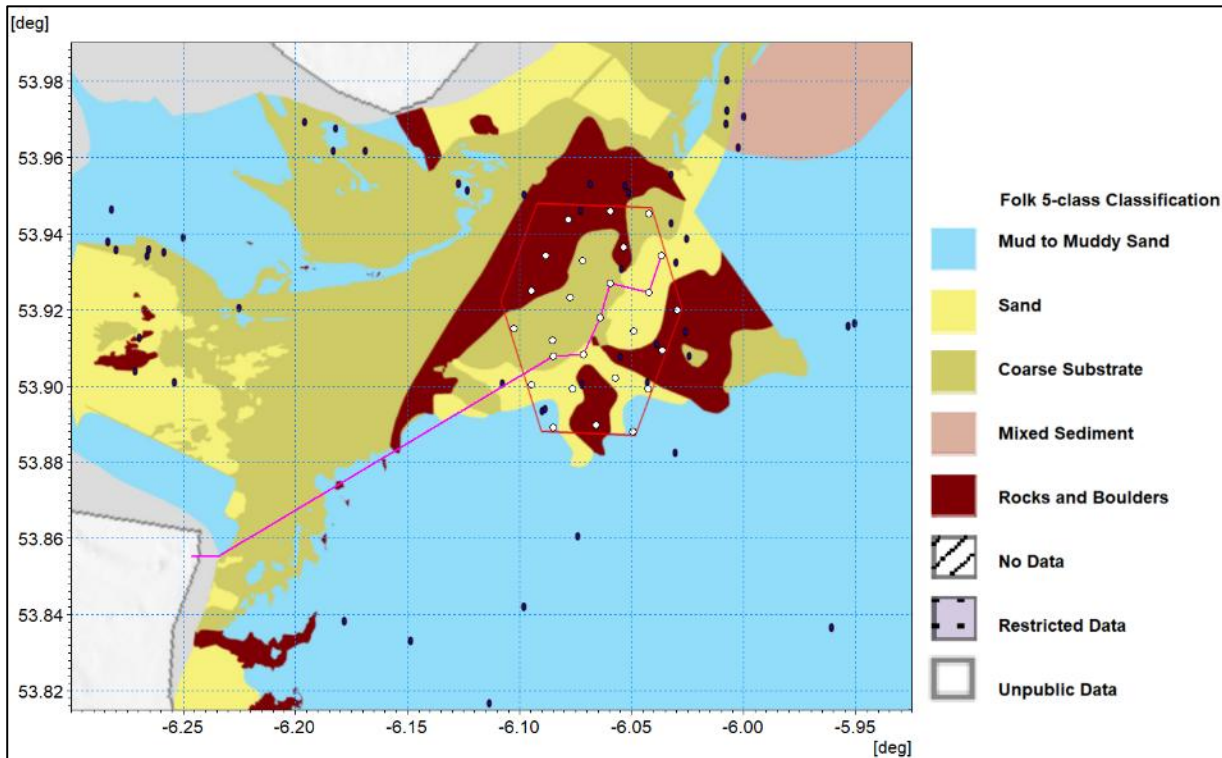 [deg]
53.98
53.96
53.94
53.92
53.90
53.88
53.86
53.84
53.82
-6.25
-6.20
-6.15
-6.10
-6.05
-6.00
-5.95
[deg]
Folk 5-class Classification
Mud to Muddy Sand
Sand
Coarse Substrate
Mixed Sediment
Rocks and Boulders
No Data
Restricted Data
Unpublic Data